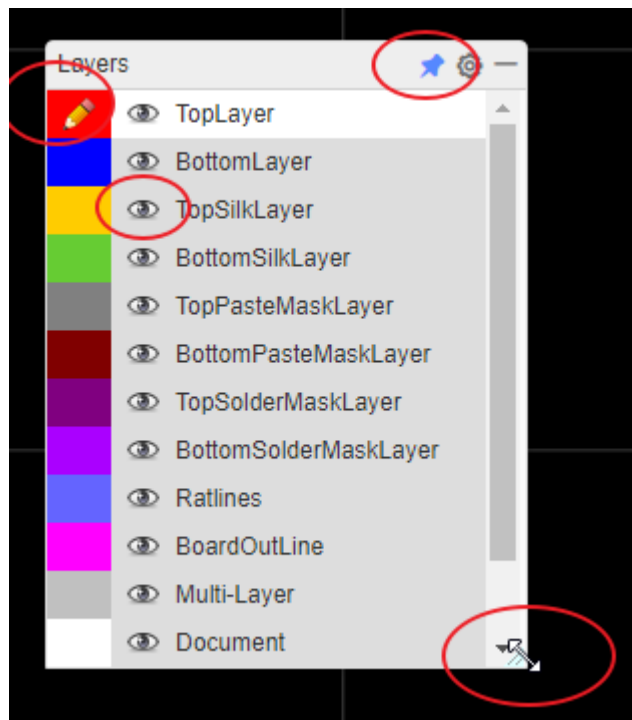 Layers
TopLayer
BottomLayer
TopSilkLayer
BottomSilkLayer
TopPasteMaskLayer
BottomPasteMaskLayer
TopSolderMaskLayer
BottomSolderMaskLayer
Ratlines
BoardOutLine
Multi-Layer
Document